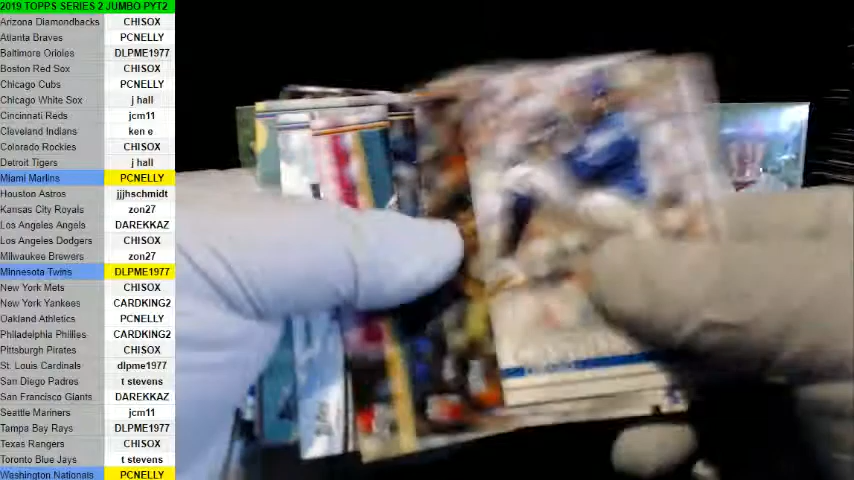 2019 TOPPS SERIES 2 JUMBO PYT2
Arizona Diamondbacks CHISOX
Atlanta Braves PCNELLY
Baltimore Orioles DLPME1977
Boston Red Sox CHISOX
Chicago Cubs PCNELLY
Chicago White Sox j hall
Cincinnati Reds jcm11
Cleveland Indians ken e
Colorado Rockies CHISOX
Detroit Tigers j hall
Miami Marlins PCNELLY
Houston Astros jjjhschmidt
Kansas City Royals zon27
Los Angeles Angels DAREKKAZ
Los Angeles Dodgers CHISOX
Milwaukee Brewers zon27
Minnesota Twins DLPME1977
New York Mets CHISOX
New York Yankees CARDKING2
Oakland Athletics PCNELLY
Philadelphia Phillies CARDKING2
Pittsburgh Pirates CHISOX
St. Louis Cardinals dlpme1977
San Diego Padres t stevens
San Francisco Giants DAREKKAZ
Seattle Mariners jcm11
Tampa Bay Rays DLPME1977
Texas Rangers CHISOX
Toronto Blue Jays t stevens
Washington Nationals PCNELLY